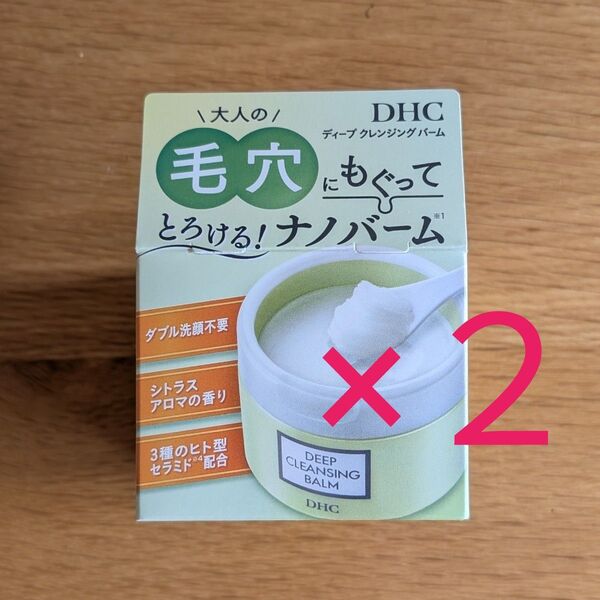 \ 大人の /
毛穴にもぐって
とろける!ナノバーム※1
DHC
ディープ クレンジング バーム
ダブル洗顔不要
シトラス
アロマの香り
3種のヒト型
セラミド※4配合
DEEP
CLEANSING
BALM
DHC
×2